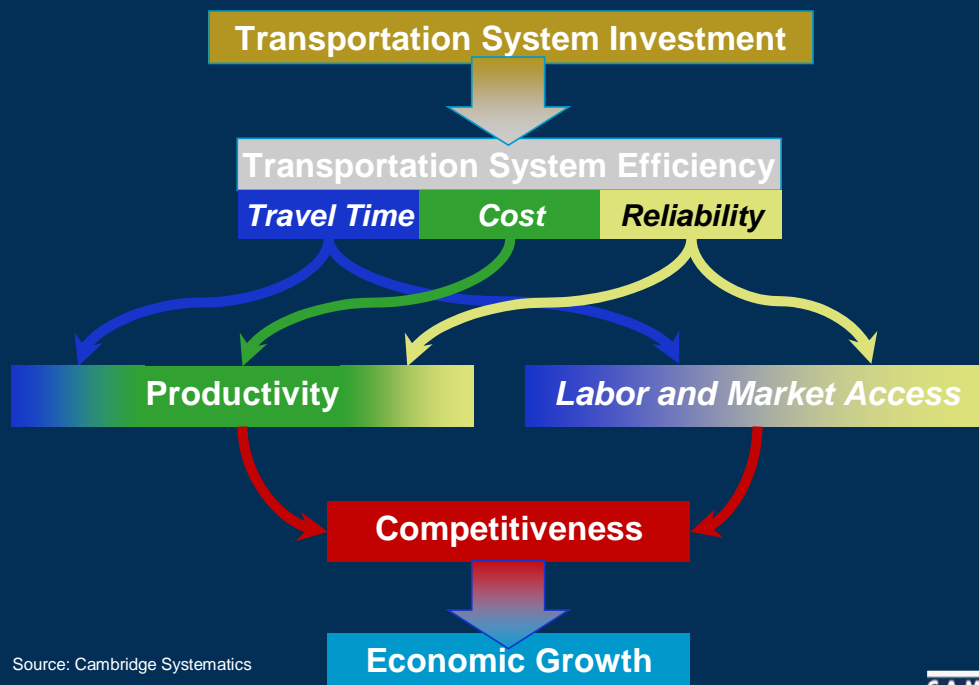 Transportation System Investment
Transportation System Efficiency
Travel Time Cost Reliability
Productivity Labor and Market Access
Competitiveness
Economic Growth
Source: Cambridge Systematics